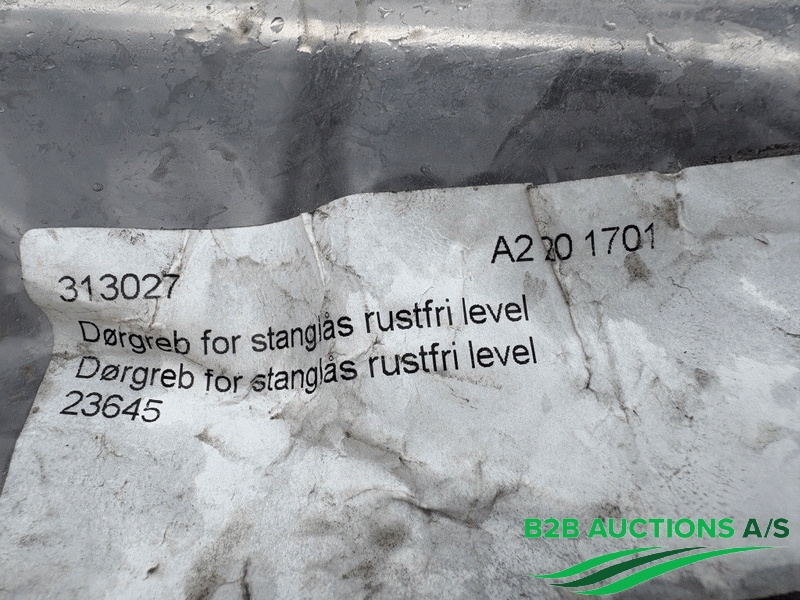 313027
A2 20 1701
Dørgreb for stanglås rustfri level
Dørgreb for stanglås rustfri level
23645
B2B AUCTIONS A/S